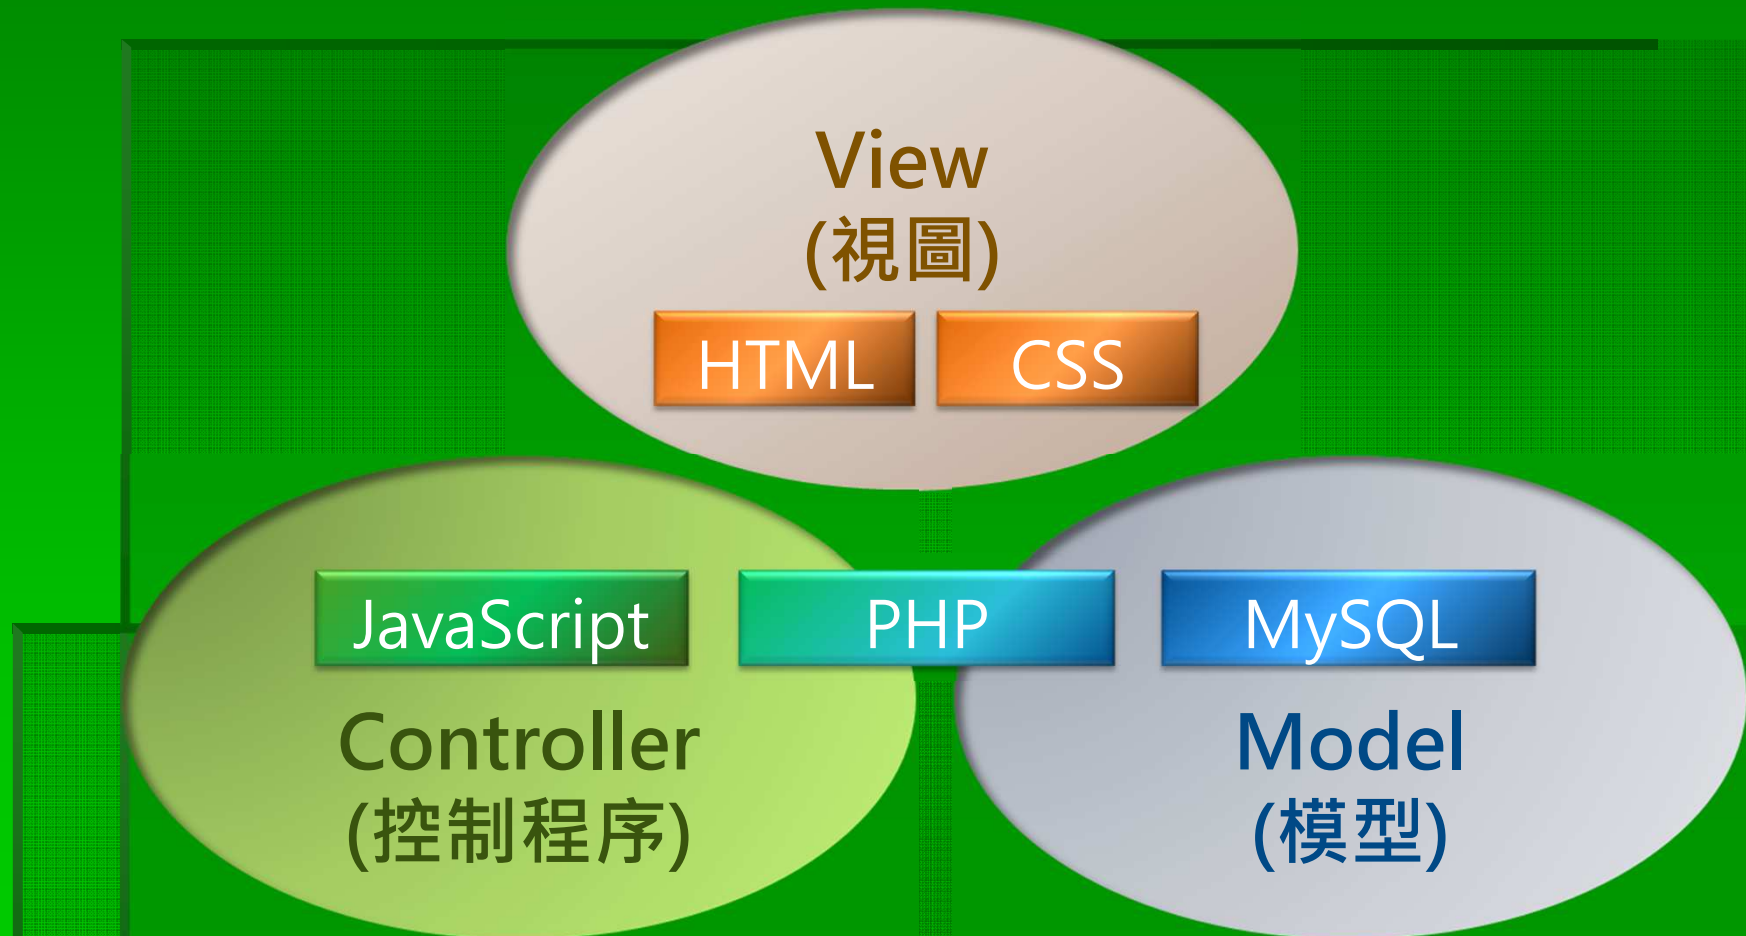 View
(視圖)
HTML
CSS
JavaScript
PHP
MySQL
Controller
(控制程序)
Model
(模型)